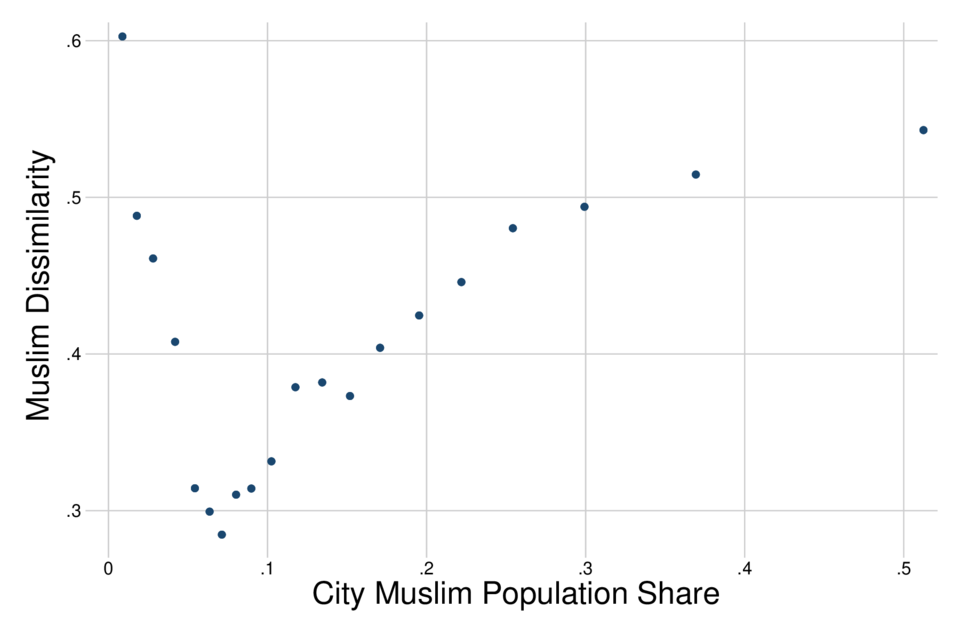 .6
.5
.4
.3
Muslim Dissimilarity
0 .1 .2 .3 .4 .5
City Muslim Population Share